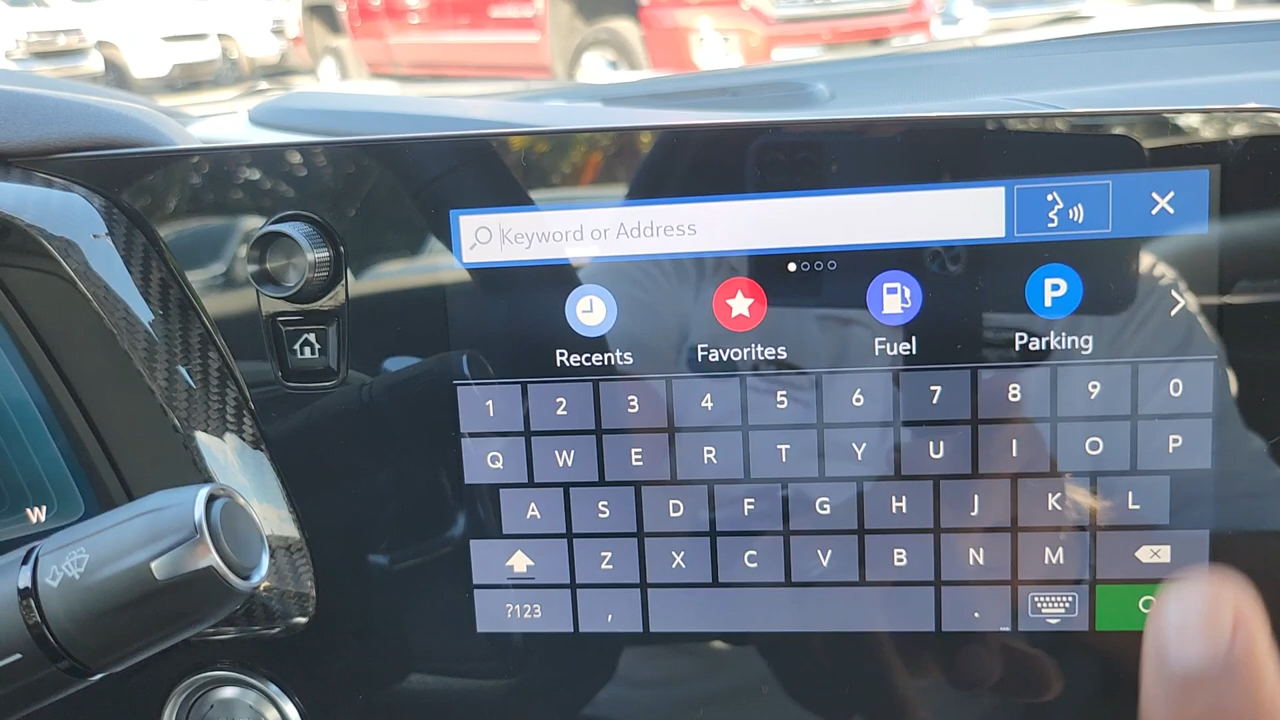 Keyword or Address
Recents Favorites Fuel P Parking
1 2 3 4 5 6 7 8 9 0
Q W E R T Y U I O P
A S D F G H J K L
Z X C V B N M
?123 , . ...
W